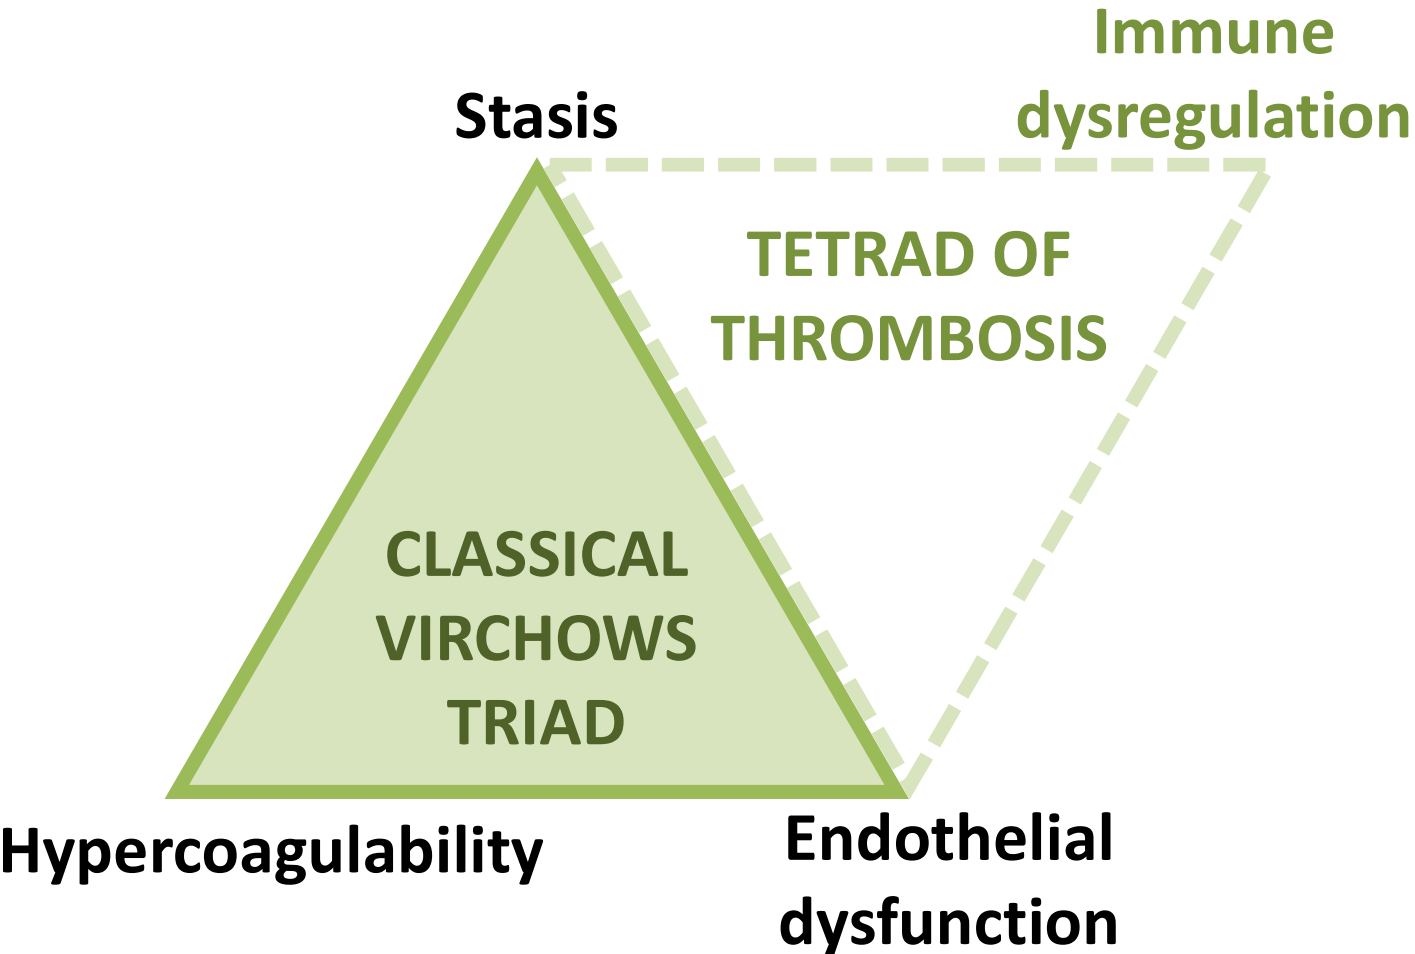 Immune
dysregulation
Stasis
TETRAD OF
THROMBOSIS
CLASSICAL
VIRCHOWS
TRIAD
Hypercoagulability
Endothelial
dysfunction